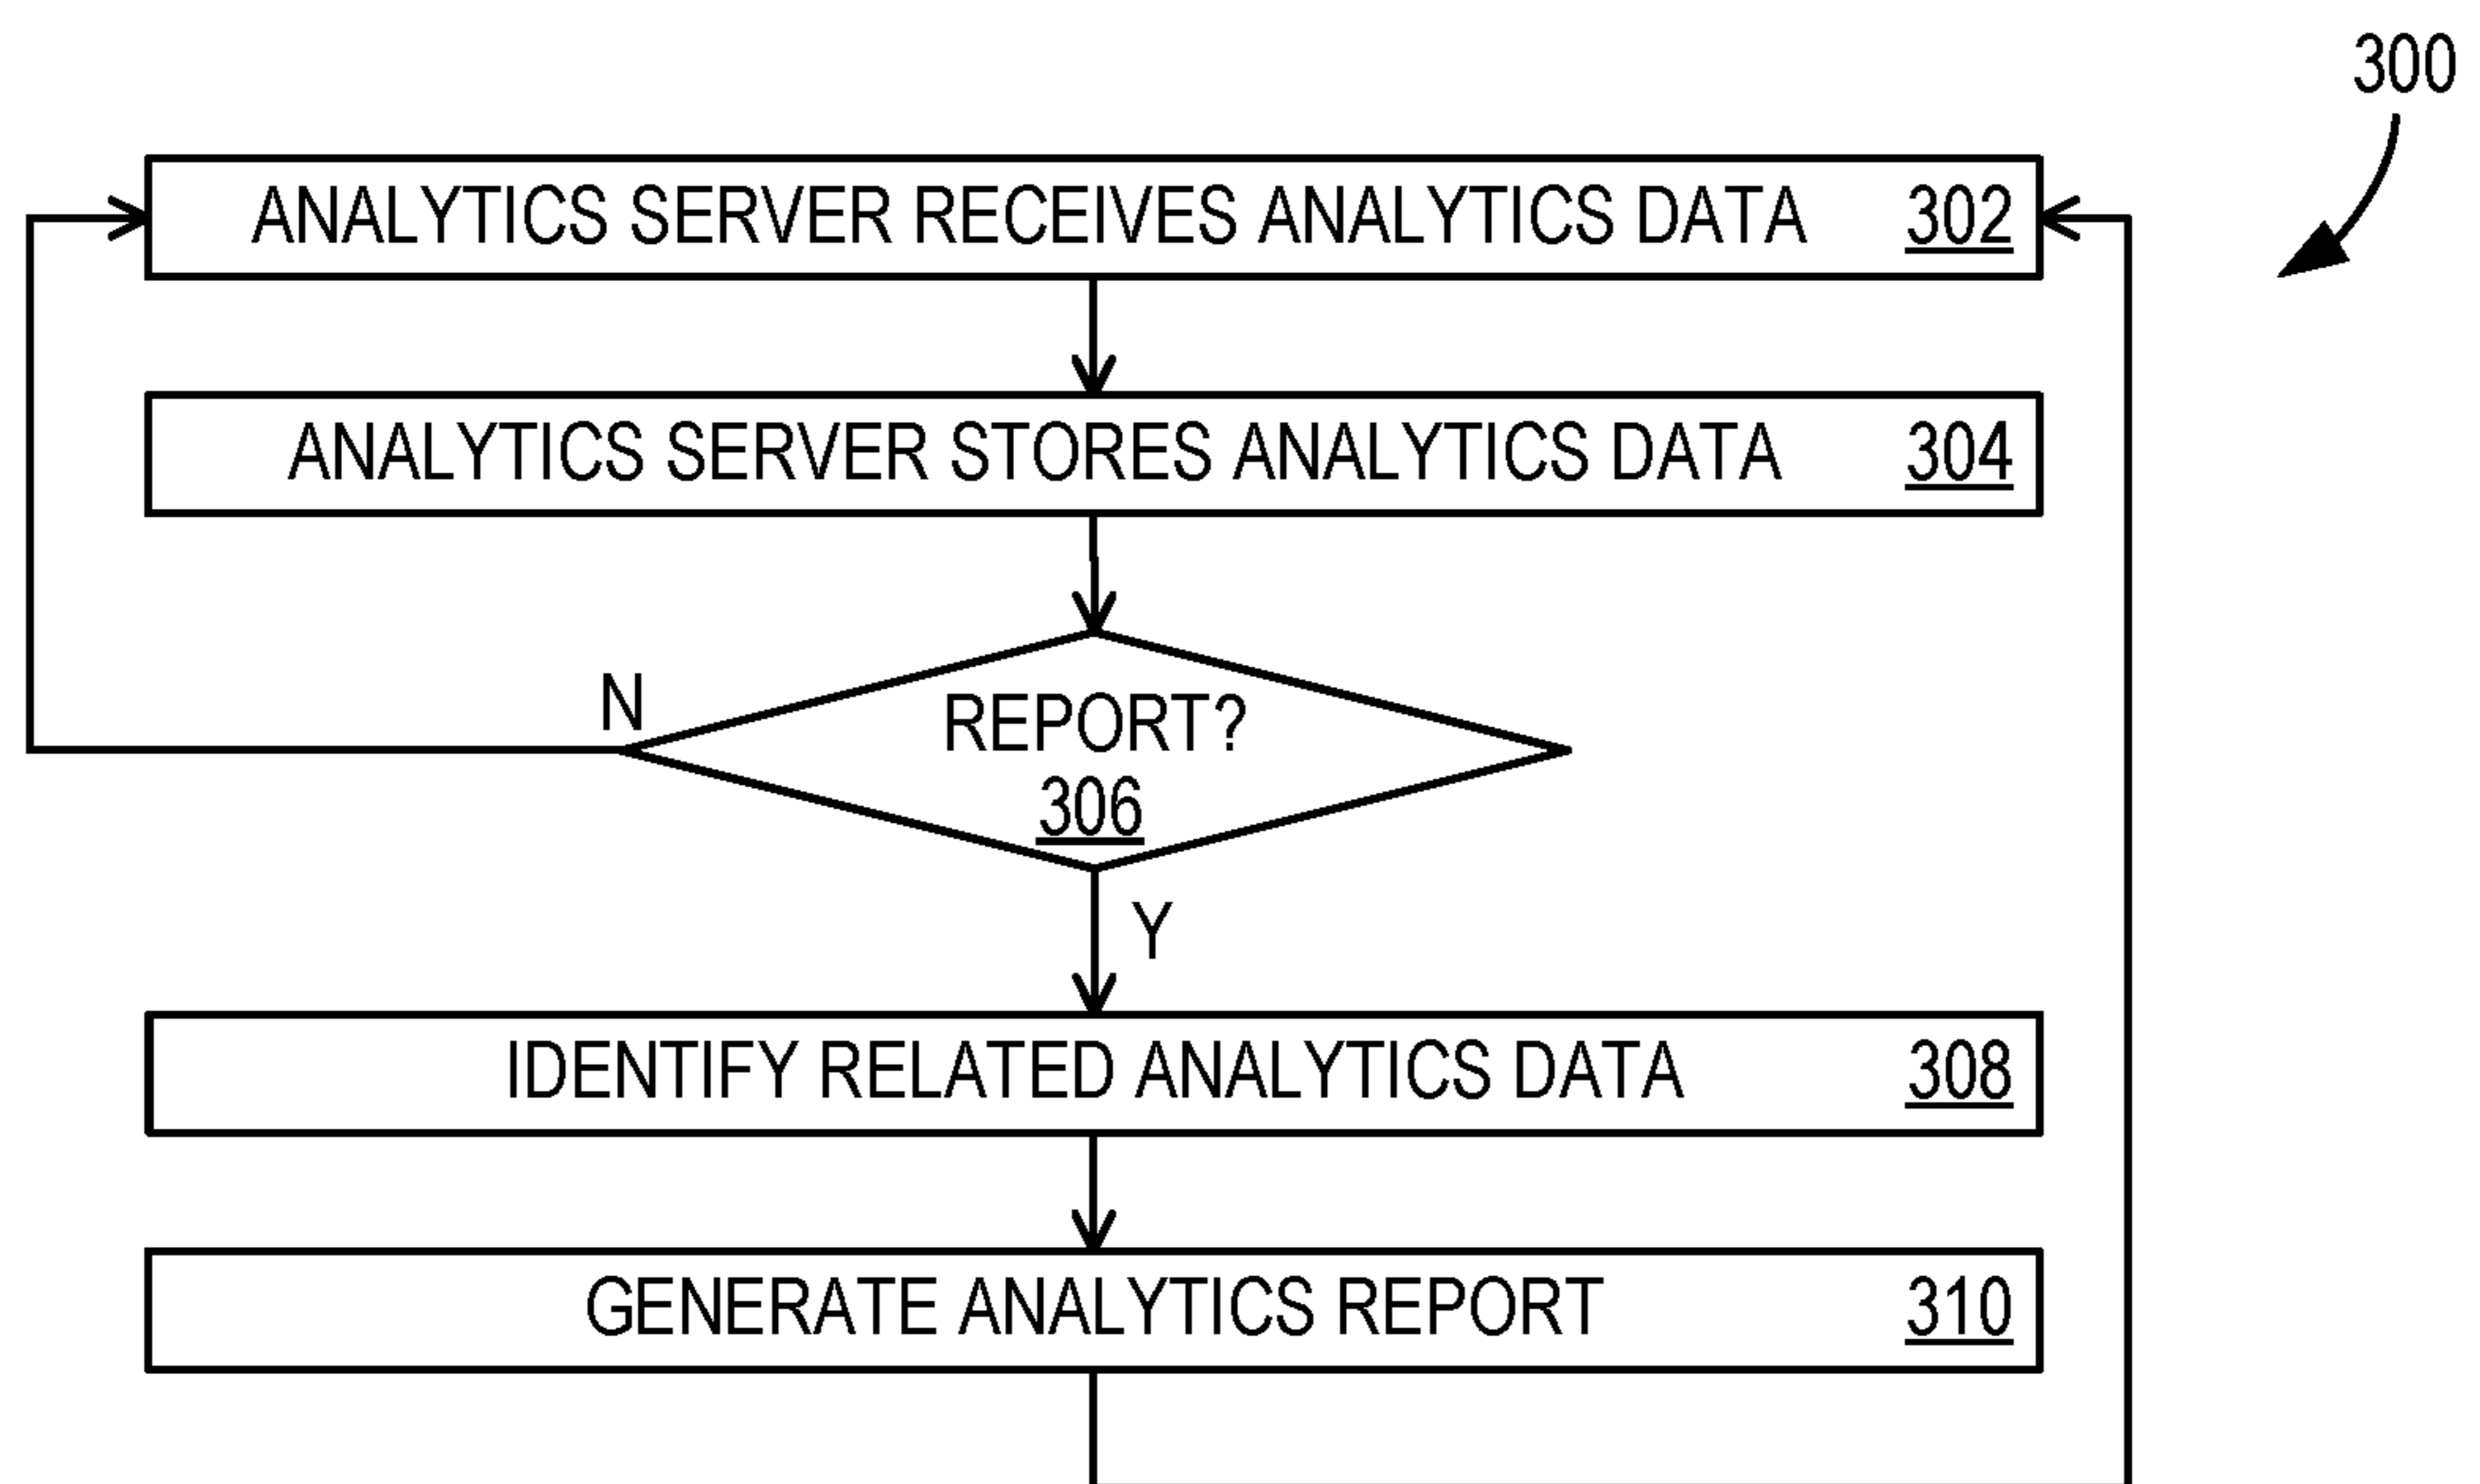 300
ANALYTICS SERVER RECEIVES ANALYTICS DATA 302
ANALYTICS SERVER STORES ANALYTICS DATA 304
N
REPORT?
306
Y
IDENTIFY RELATED ANALYTICS DATA 308
GENERATE ANALYTICS REPORT 310